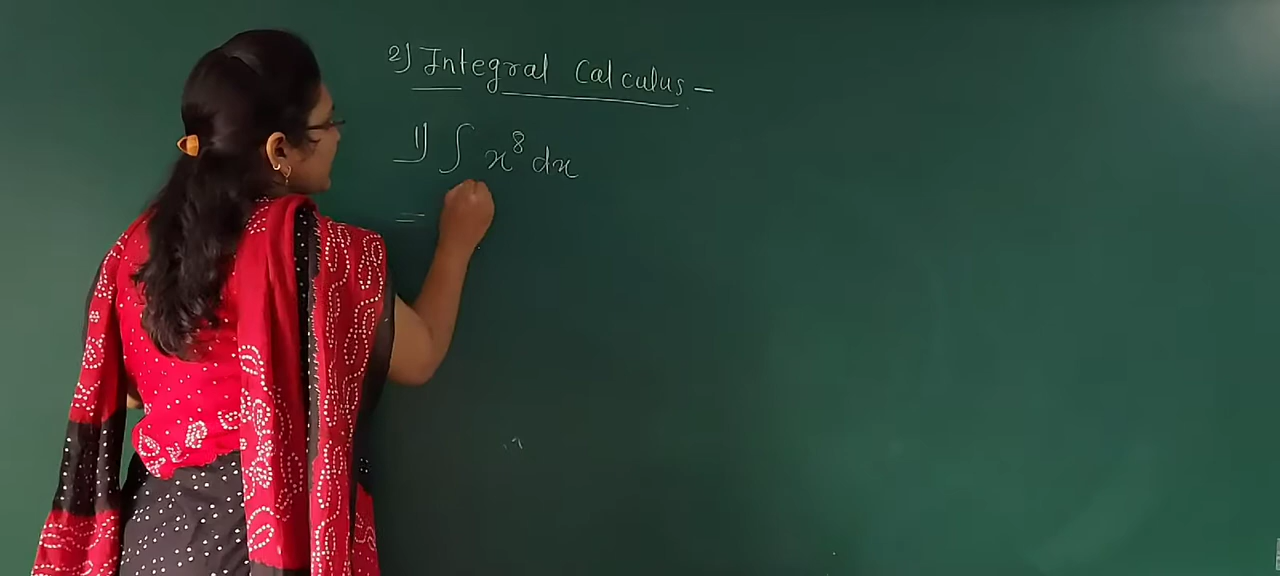 2) Integral Calculus -
1) ∫ x⁸ dx
=